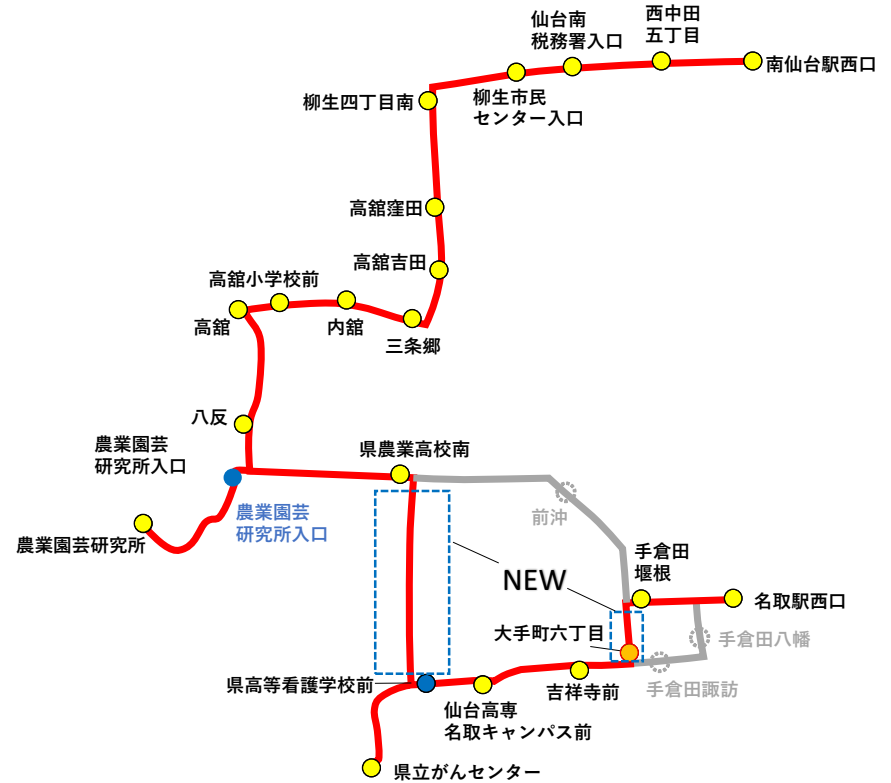 仙台南
税務署入口
西中田
五丁目
南仙台駅西口
柳生四丁目南
柳生市民
センター入口
高舘窪田
高舘吉田
高舘小学校前
高舘
内舘
三条郷
八反
農業園芸
研究所入口
県農業高校南
農業園芸
研究所入口
前沖
農業園芸研究所
手倉田
堰根
NEW
名取駅西口
大手町六丁目
手倉田八幡
県高等看護学校前
吉祥寺前
手倉田諏訪
仙台高専
名取キャンパス前
県立がんセンター